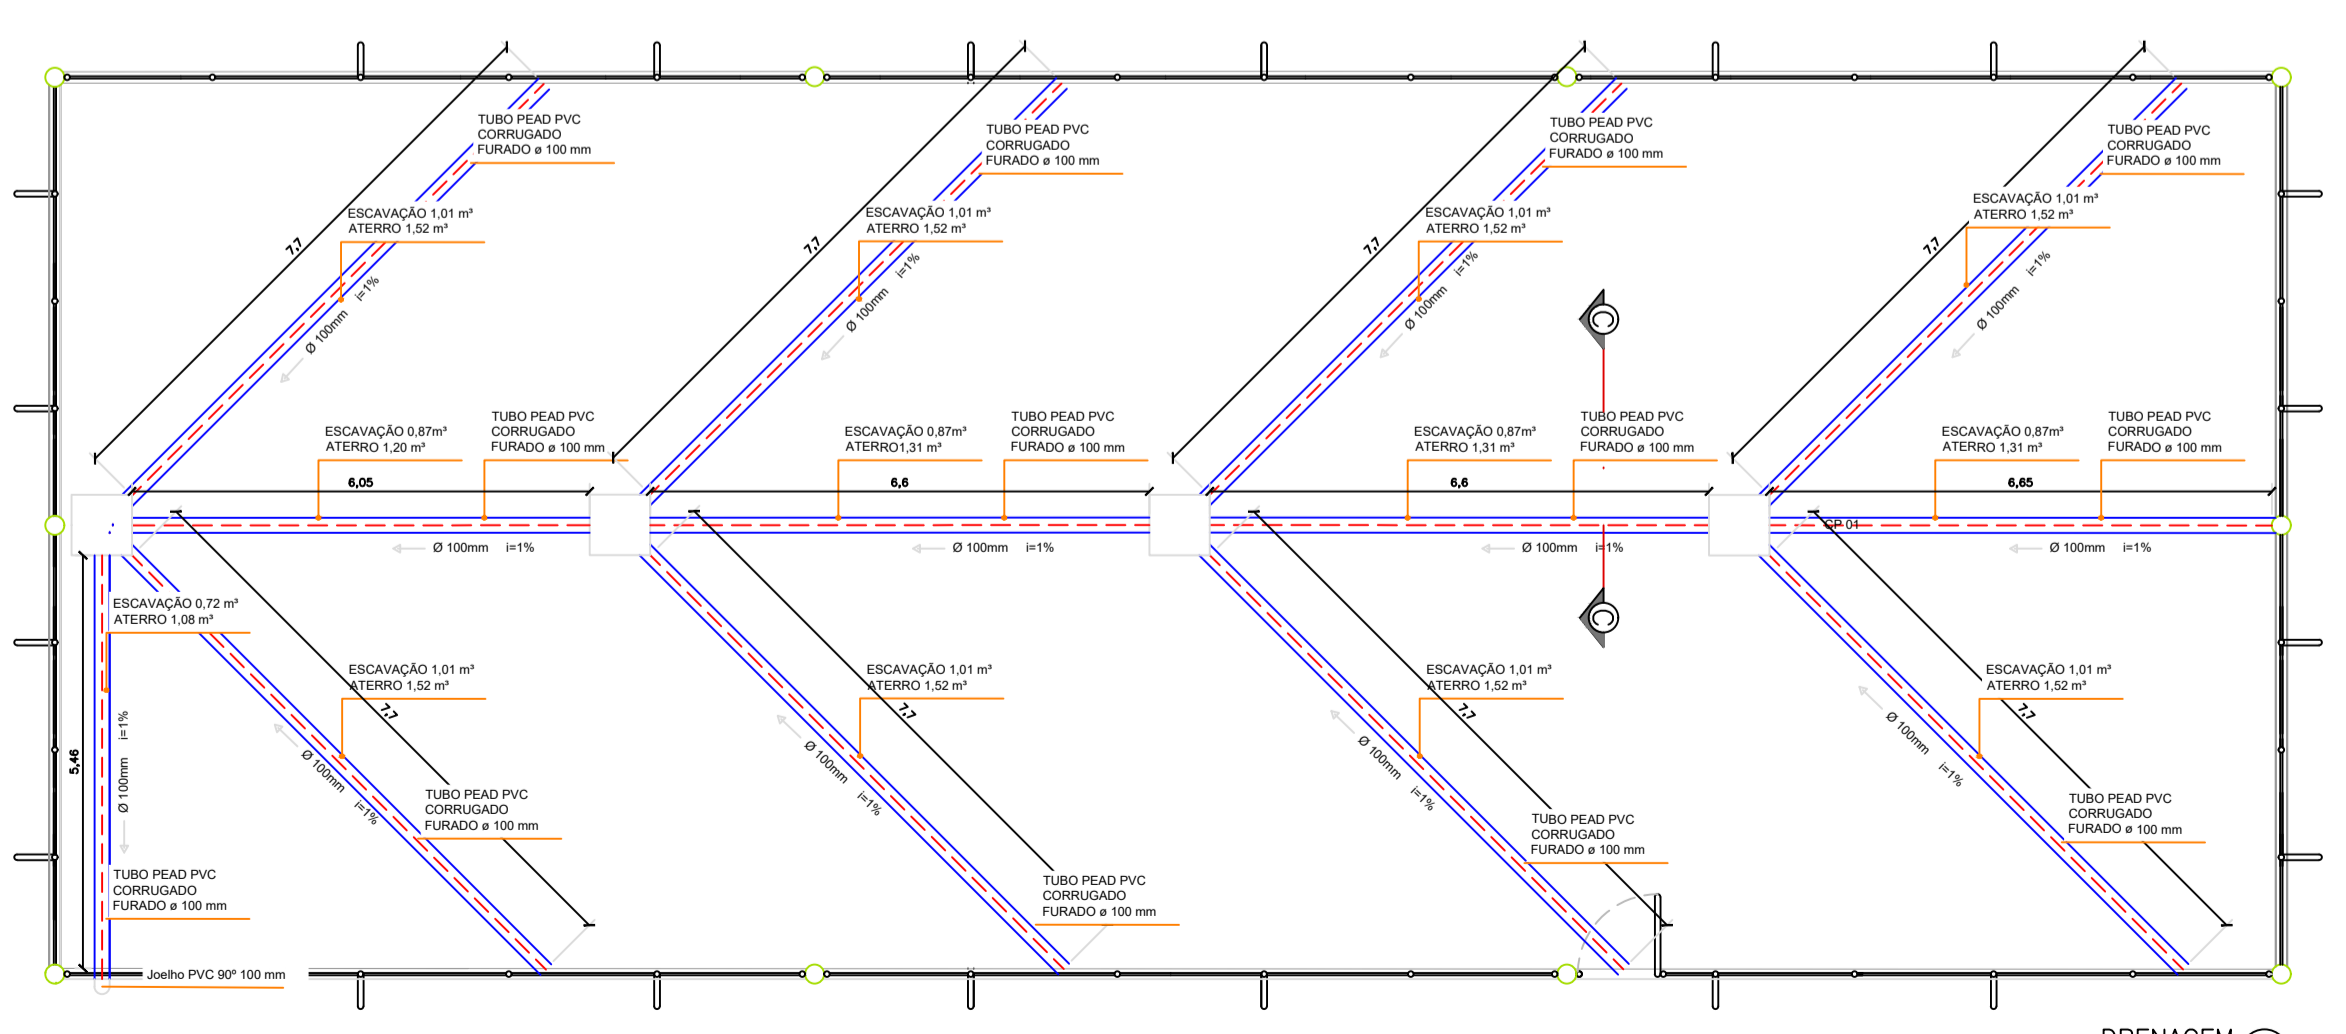 TUBO PEAD PVC
CORRUGADO
FURADO ø 100 mm
TUBO PEAD PVC
CORRUGADO
FURADO ø 100 mm
TUBO PEAD PVC
CORRUGADO
FURADO ø 100 mm
TUBO PEAD PVC
CORRUGADO
FURADO ø 100 mm
ESCAVAÇÃO 1,01 m³
ATERRO 1,52 m³
ESCAVAÇÃO 1,01 m³
ATERRO 1,52 m³
ESCAVAÇÃO 1,01 m³
ATERRO 1,52 m³
ESCAVAÇÃO 1,01 m³
ATERRO 1,52 m³
7,7
7,7
7,7
7,7
Ø 100mm i=1%
Ø 100mm i=1%
Ø 100mm i=1%
Ø 100mm i=1%
C
ESCAVAÇÃO 0,87m³
ATERRO 1,20 m³
TUBO PEAD PVC
CORRUGADO
FURADO ø 100 mm
ESCAVAÇÃO 0,87m³
ATERRO1,31 m³
TUBO PEAD PVC
CORRUGADO
FURADO ø 100 mm
ESCAVAÇÃO 0,87m³
ATERRO 1,31 m³
TUBO PEAD PVC
CORRUGADO
FURADO ø 100 mm
ESCAVAÇÃO 0,87m³
ATERRO 1,31 m³
TUBO PEAD PVC
CORRUGADO
FURADO ø 100 mm
6,05
6,6
6,6
6,65
CP 01
Ø 100mm i=1%
Ø 100mm i=1%
Ø 100mm i=1%
Ø 100mm i=1%
C
ESCAVAÇÃO 0,72 m³
ATERRO 1,08 m³
ESCAVAÇÃO 1,01 m³
ATERRO 1,52 m³
ESCAVAÇÃO 1,01 m³
ATERRO 1,52 m³
ESCAVAÇÃO 1,01 m³
ATERRO 1,52 m³
ESCAVAÇÃO 1,01 m³
ATERRO 1,52 m³
7,7
7,7
7,7
7,7
5,46
Ø 100mm i=1%
Ø 100mm i=1%
Ø 100mm i=1%
Ø 100mm i=1%
Ø 100mm i=1%
TUBO PEAD PVC
CORRUGADO
FURADO ø 100 mm
TUBO PEAD PVC
CORRUGADO
FURADO ø 100 mm
TUBO PEAD PVC
CORRUGADO
FURADO ø 100 mm
TUBO PEAD PVC
CORRUGADO
FURADO ø 100 mm
TUBO PEAD PVC
CORRUGADO
FURADO ø 100 mm
Joelho PVC 90º 100 mm
DRENAGEM